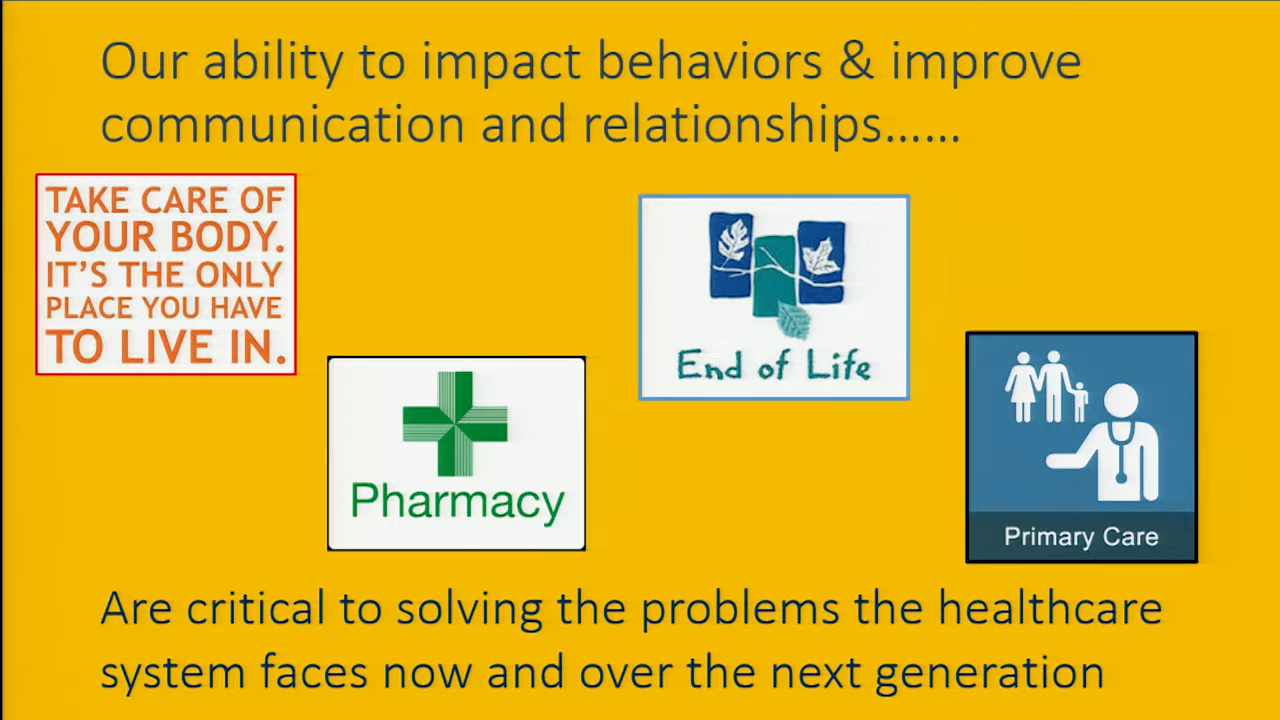 Our ability to impact behaviors & improve
communication and relationships......
TAKE CARE OF
YOUR BODY.
IT'S THE ONLY
PLACE YOU HAVE
TO LIVE IN.
End of Life
Pharmacy
Primary Care
Are critical to solving the problems the healthcare
system faces now and over the next generation